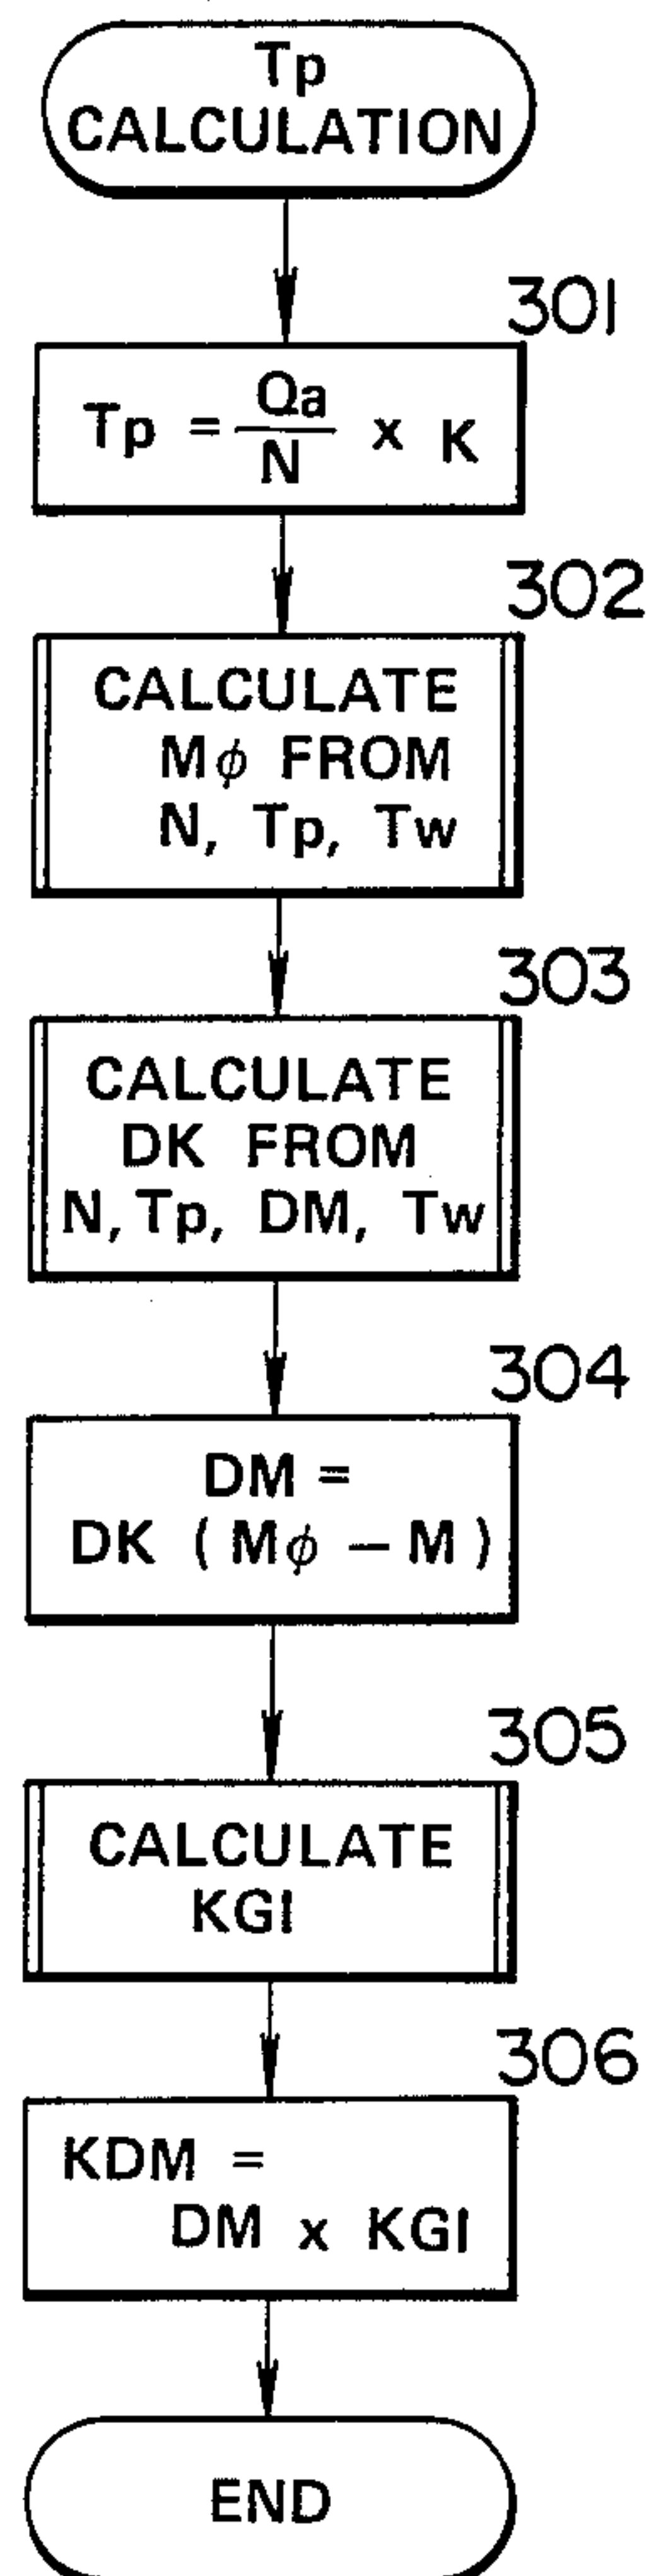 Tp
CALCULATION
301
Tp = Qa/N x K
302
CALCULATE
Mφ FROM
N, Tp, Tw
303
CALCULATE
DK FROM
N, Tp, DM, Tw
304
DM =
DK ( Mφ – M )
305
CALCULATE
KGI
306
KDM =
DM x KGI
END